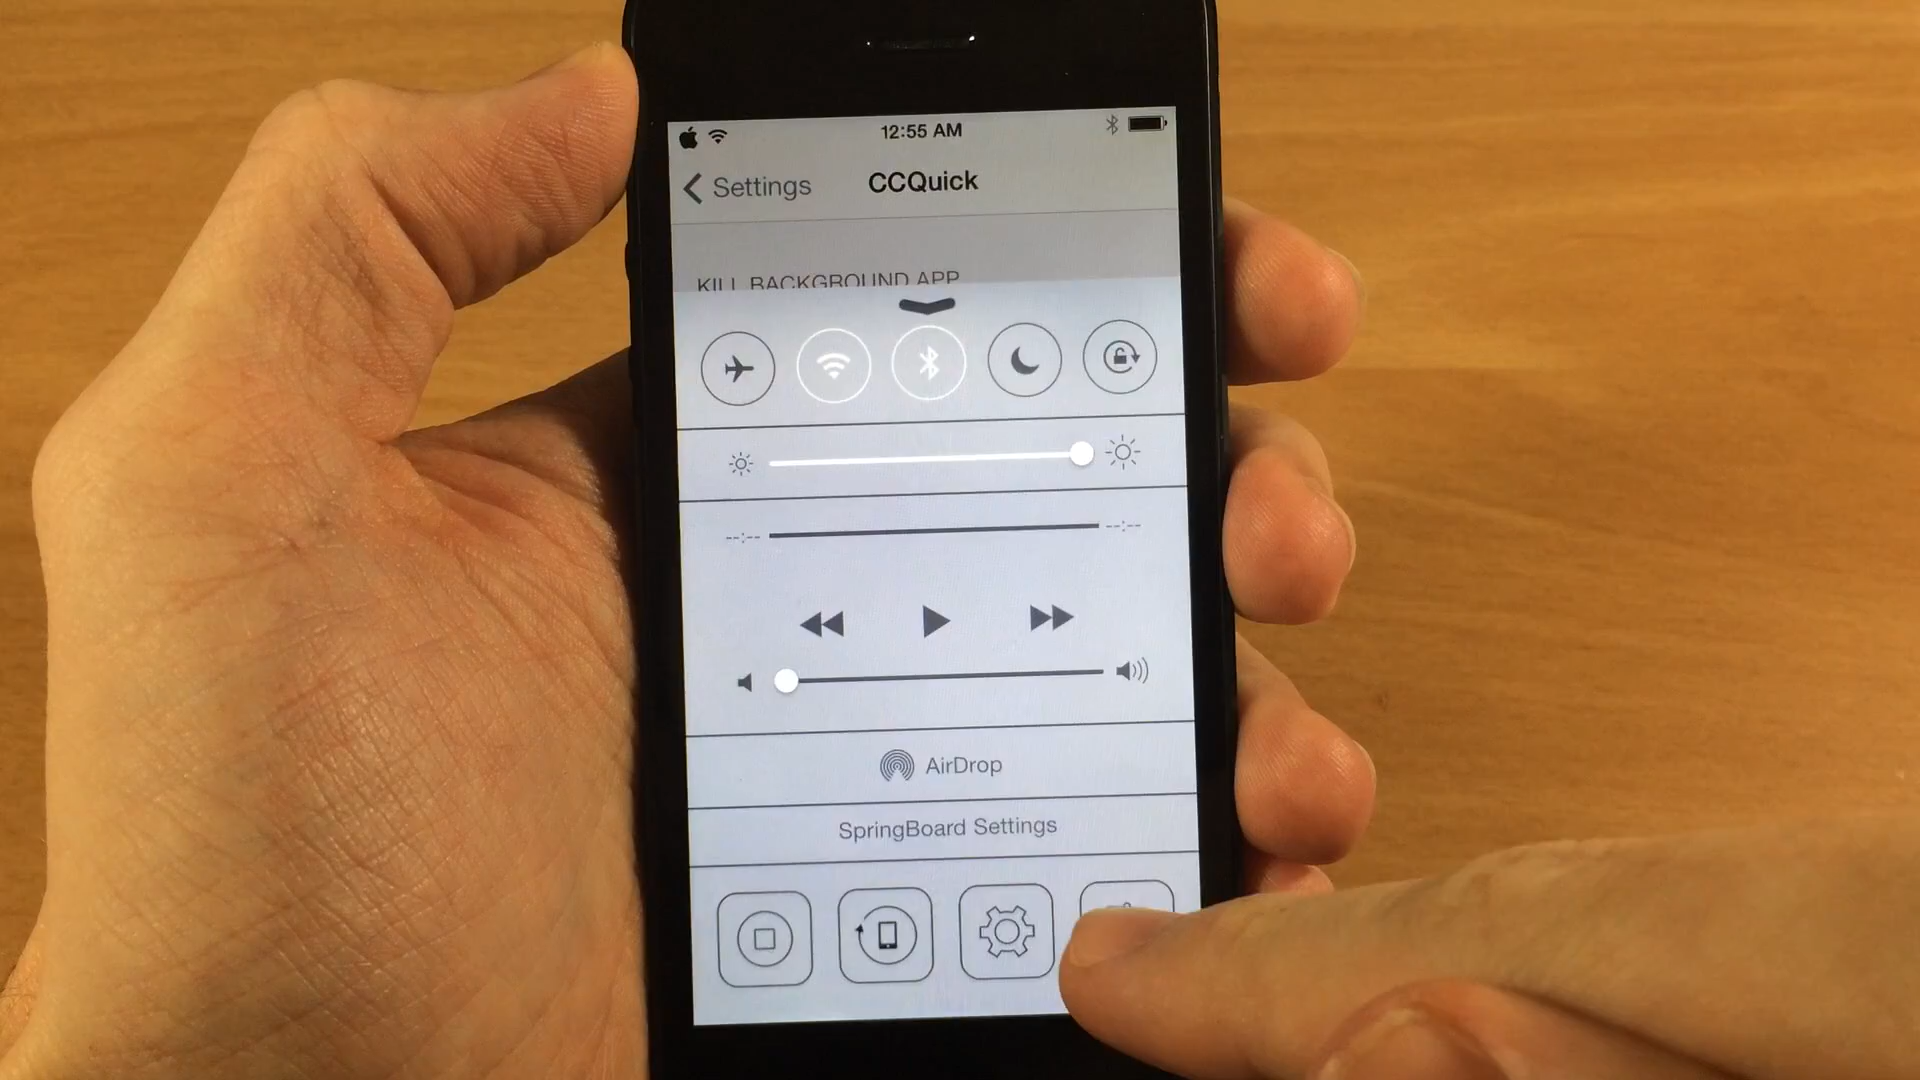 12:55 AM
Settings
CCQuick
KILL BACKGROUND APP
--:--
--:--
AirDrop
SpringBoard Settings